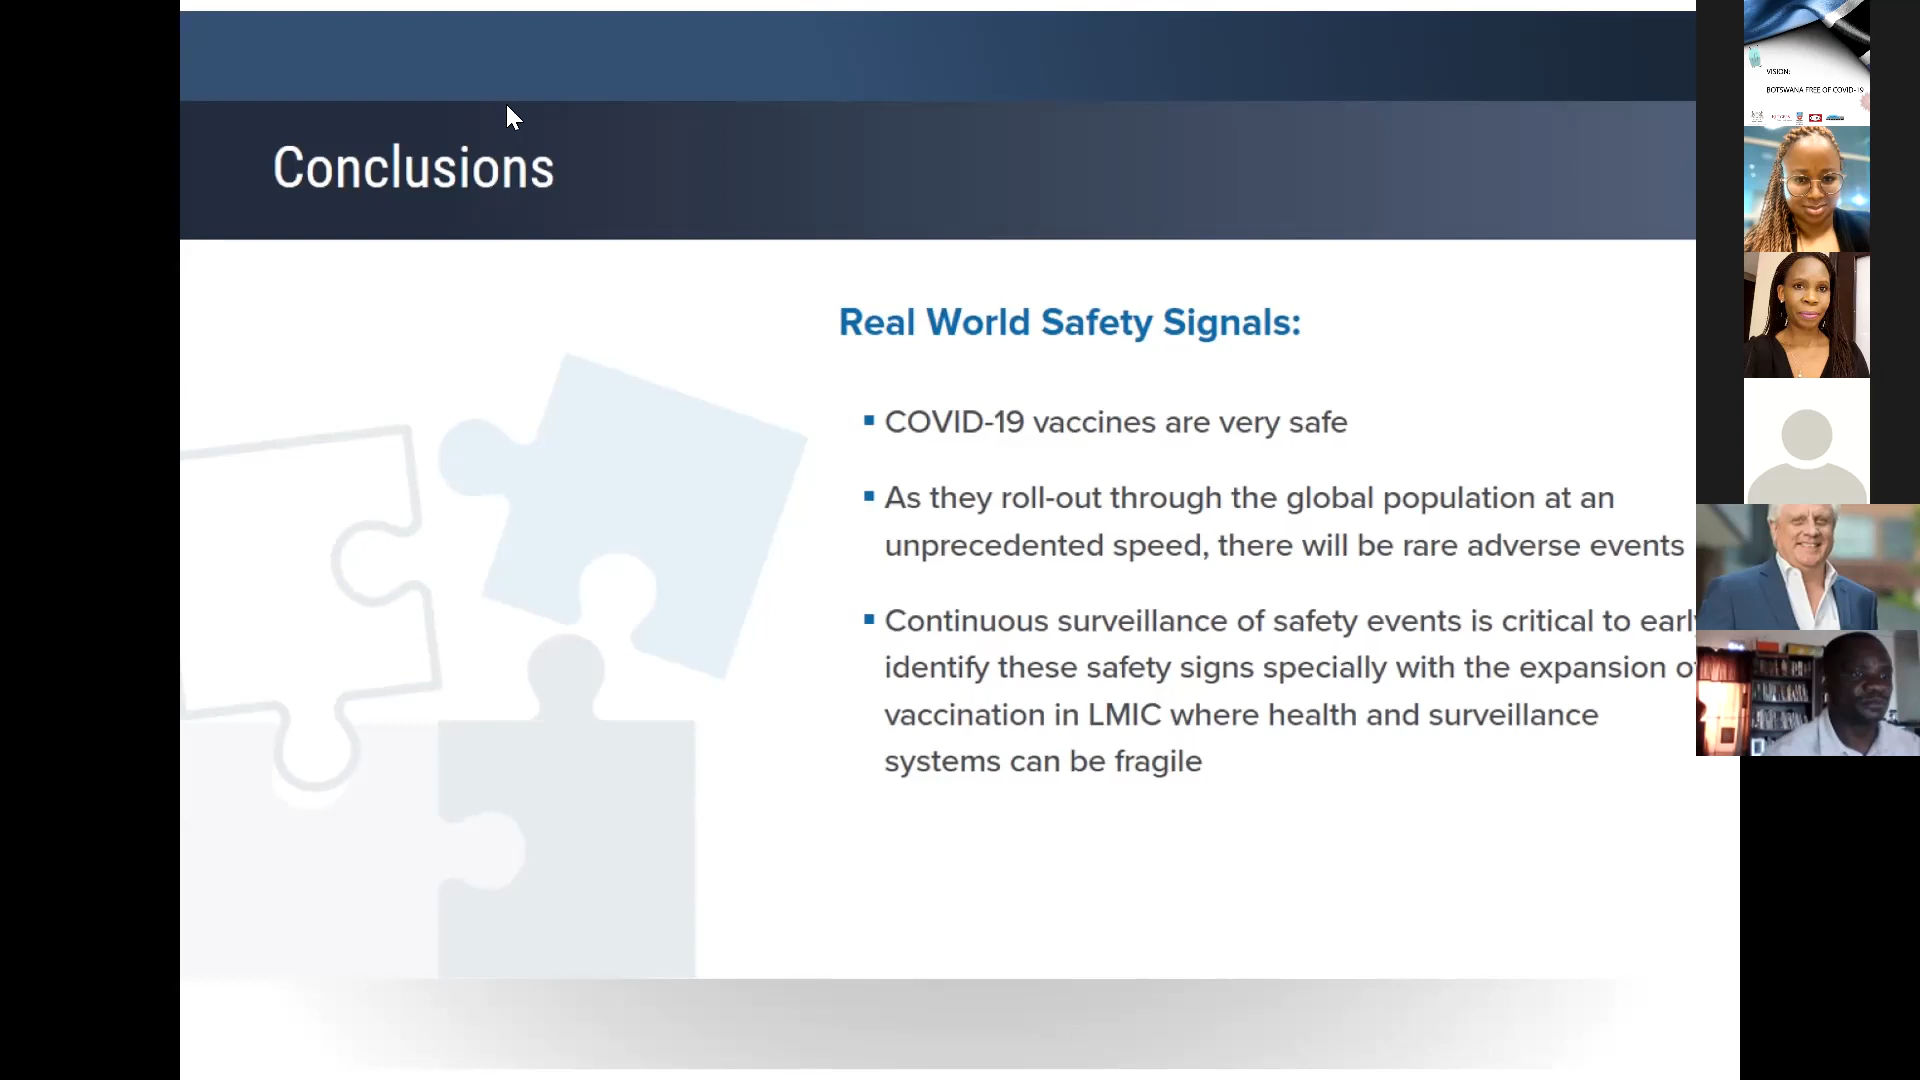 Conclusions
Real World Safety Signals:
COVID-19 vaccines are very safe
As they roll-out through the global population at an
unprecedented speed, there will be rare adverse events
Continuous surveillance of safety events is critical to early
identify these safety signs specially with the expansion of
vaccination in LMIC where health and surveillance
systems can be fragile
VISION:
BOTSWANA FREE OF COVID-19